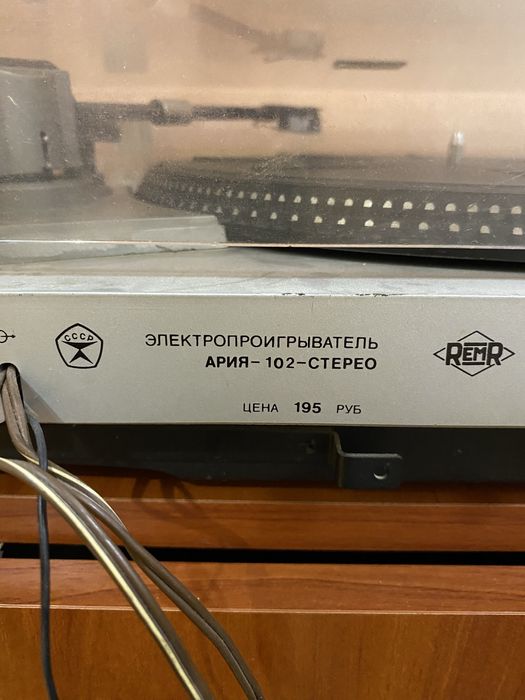 СССР
ЭЛЕКТРОПРОИГРЫВАТЕЛЬ
АРИЯ-102-СТЕРЕО
REMR
ЦЕНА 195 РУБ